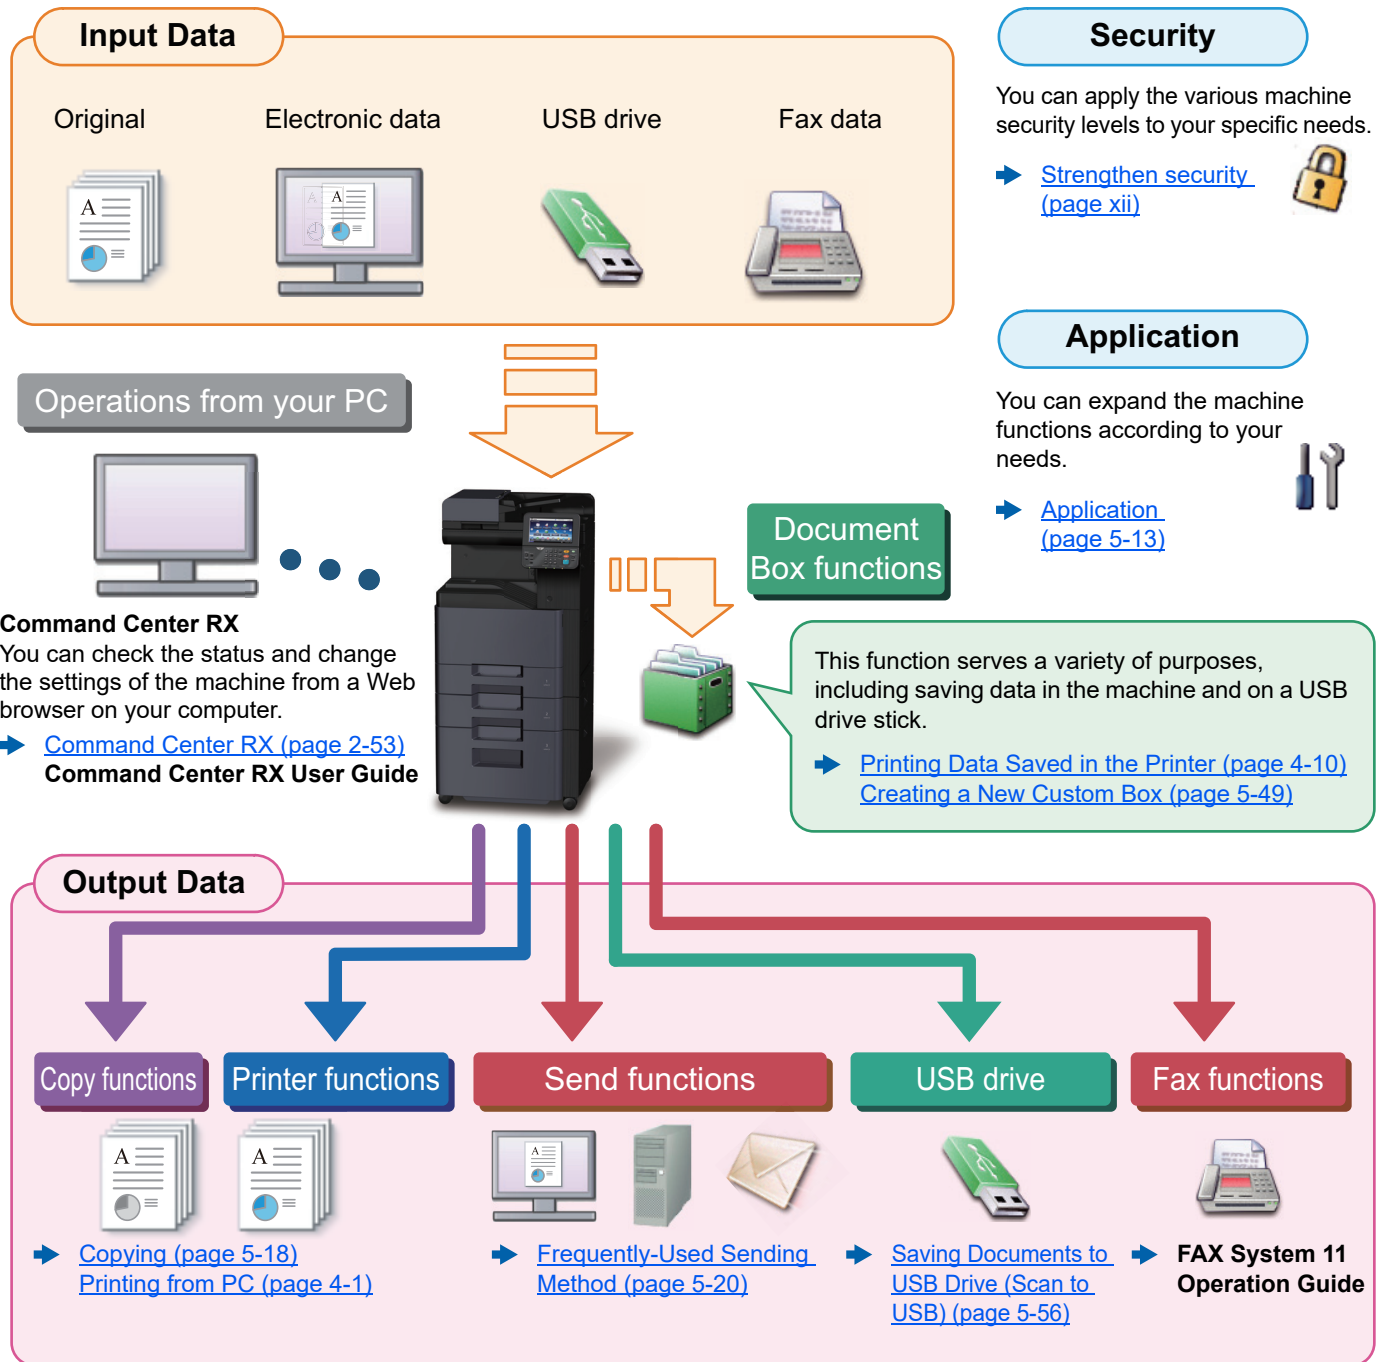 Input Data
Original
Electronic data
USB drive
Fax data
Security
You can apply the various machine
security levels to your specific needs.
Strengthen security
(page xii)
Application
You can expand the machine
functions according to your
needs.
Application
(page 5-13)
Operations from your PC
Command Center RX
You can check the status and change
the settings of the machine from a Web
browser on your computer.
Command Center RX (page 2-53)
Command Center RX User Guide
Document
Box functions
This function serves a variety of purposes,
including saving data in the machine and on a USB
drive stick.
Printing Data Saved in the Printer (page 4-10)
Creating a New Custom Box (page 5-49)
Output Data
Copy functions
Printer functions
Send functions
USB drive
Fax functions
A
A
A
A
A
A
Copying (page 5-18)
Printing from PC (page 4-1)
Frequently-Used Sending
Method (page 5-20)
Saving Documents to
USB Drive (Scan to
USB) (page 5-56)
FAX System 11
Operation Guide